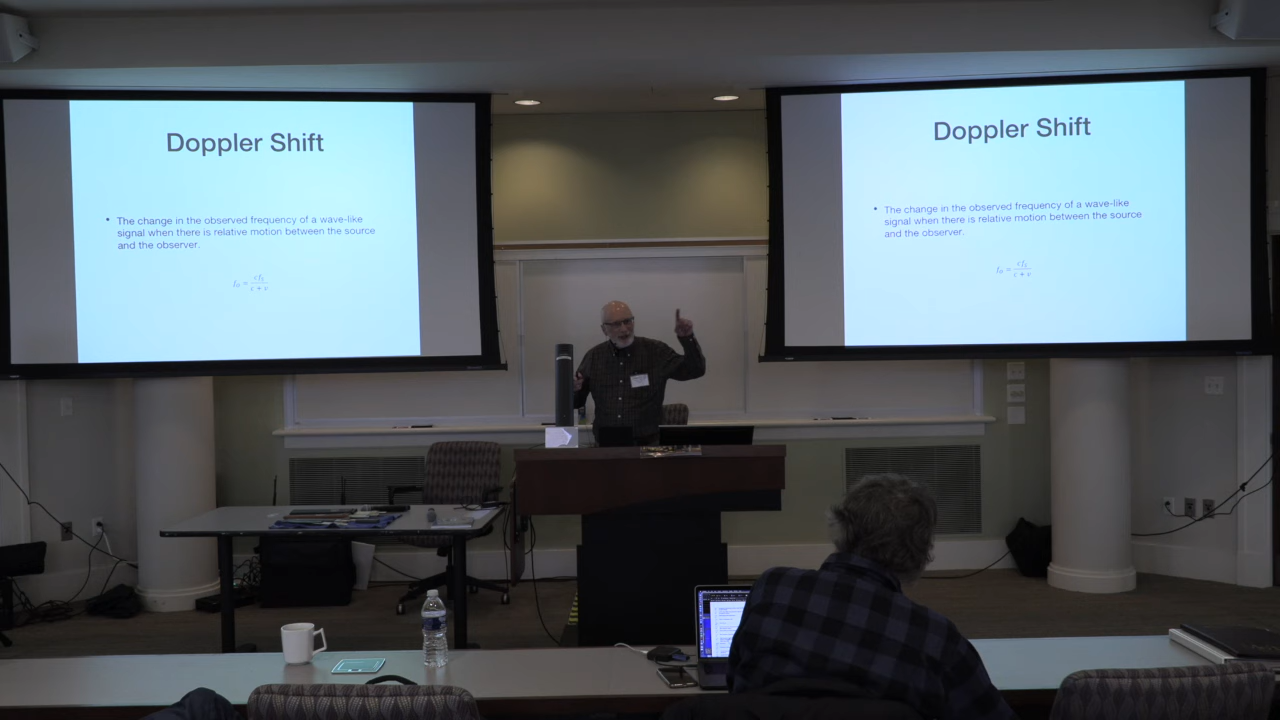 Doppler Shift
• The change in the observed frequency of a wave-like
signal when there is relative motion between the source
and the observer.
Doppler Shift
• The change in the observed frequency of a wave-like
signal when there is relative motion between the source
and the observer.